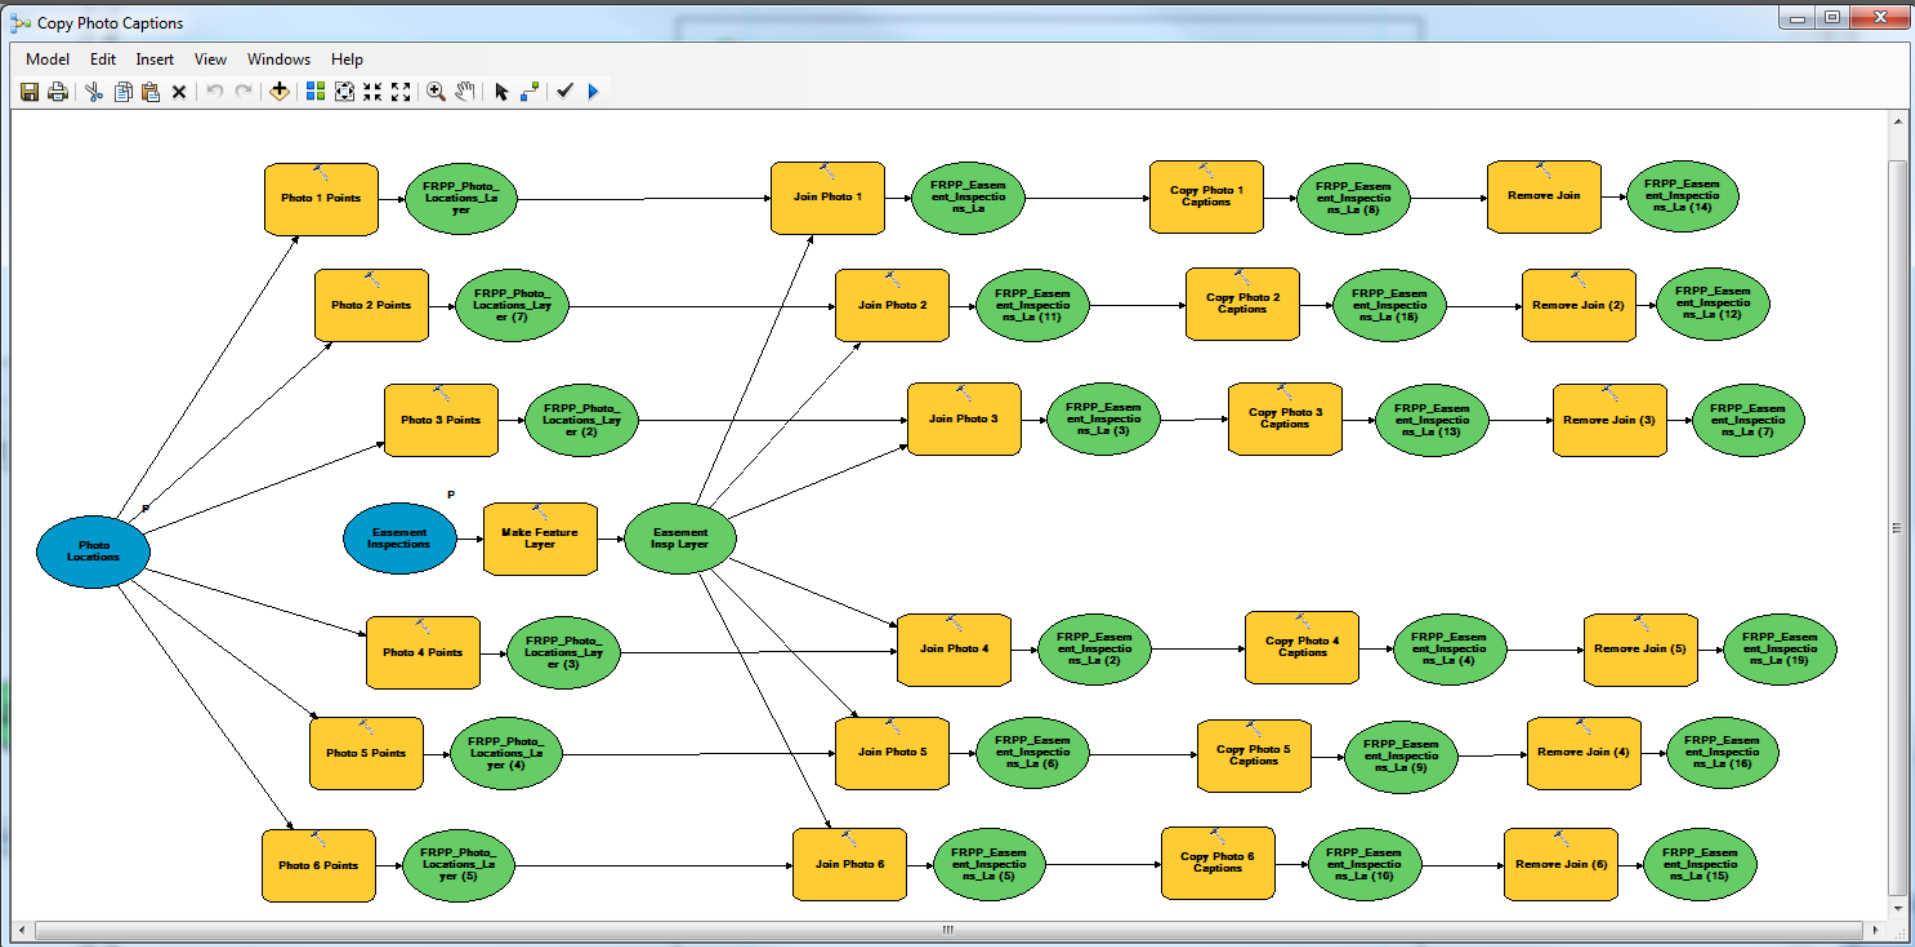 Copy Photo Captions
Model Edit Insert View Windows Help
Photo 1 Points
FRPP_Photo_
Locations_La
yer
Join Photo 1
FRPP_Easem
ent_Inspectio
ns_La
Copy Photo 1
Captions
FRPP_Easem
ent_Inspectio
ns_La (8)
Remove Join
FRPP_Easem
ent_Inspectio
ns_La (14)
Photo 2 Points
FRPP_Photo_
Locations_Lay
er (7)
Join Photo 2
FRPP_Easem
ent_Inspectio
ns_La (11)
Copy Photo 2
Captions
FRPP_Easem
ent_Inspectio
ns_La (18)
Remove Join (2)
FRPP_Easem
ent_Inspectio
ns_La (12)
Photo 3 Points
FRPP_Photo_
Locations_Lay
er (2)
Join Photo 3
FRPP_Easem
ent_Inspectio
ns_La (3)
Copy Photo 3
Captions
FRPP_Easem
ent_Inspectio
ns_La (13)
Remove Join (3)
FRPP_Easem
ent_Inspectio
ns_La (7)
P
P
Photo
Locations
Easement
Inspections
Make Feature
Layer
Easement
Insp Layer
Photo 4 Points
FRPP_Photo_
Locations_Lay
er (3)
Join Photo 4
FRPP_Easem
ent_Inspectio
ns_La (2)
Copy Photo 4
Captions
FRPP_Easem
ent_Inspectio
ns_La (4)
Remove Join (5)
FRPP_Easem
ent_Inspectio
ns_La (19)
Photo 5 Points
FRPP_Photo_
Locations_La
yer (4)
Join Photo 5
FRPP_Easem
ent_Inspectio
ns_La (6)
Copy Photo 5
Captions
FRPP_Easem
ent_Inspectio
ns_La (9)
Remove Join (4)
FRPP_Easem
ent_Inspectio
ns_La (16)
Photo 6 Points
FRPP_Photo_
Locations_La
yer (5)
Join Photo 6
FRPP_Easem
ent_Inspectio
ns_La (5)
Copy Photo 6
Captions
FRPP_Easem
ent_Inspectio
ns_La (10)
Remove Join (6)
FRPP_Easem
ent_Inspectio
ns_La (15)